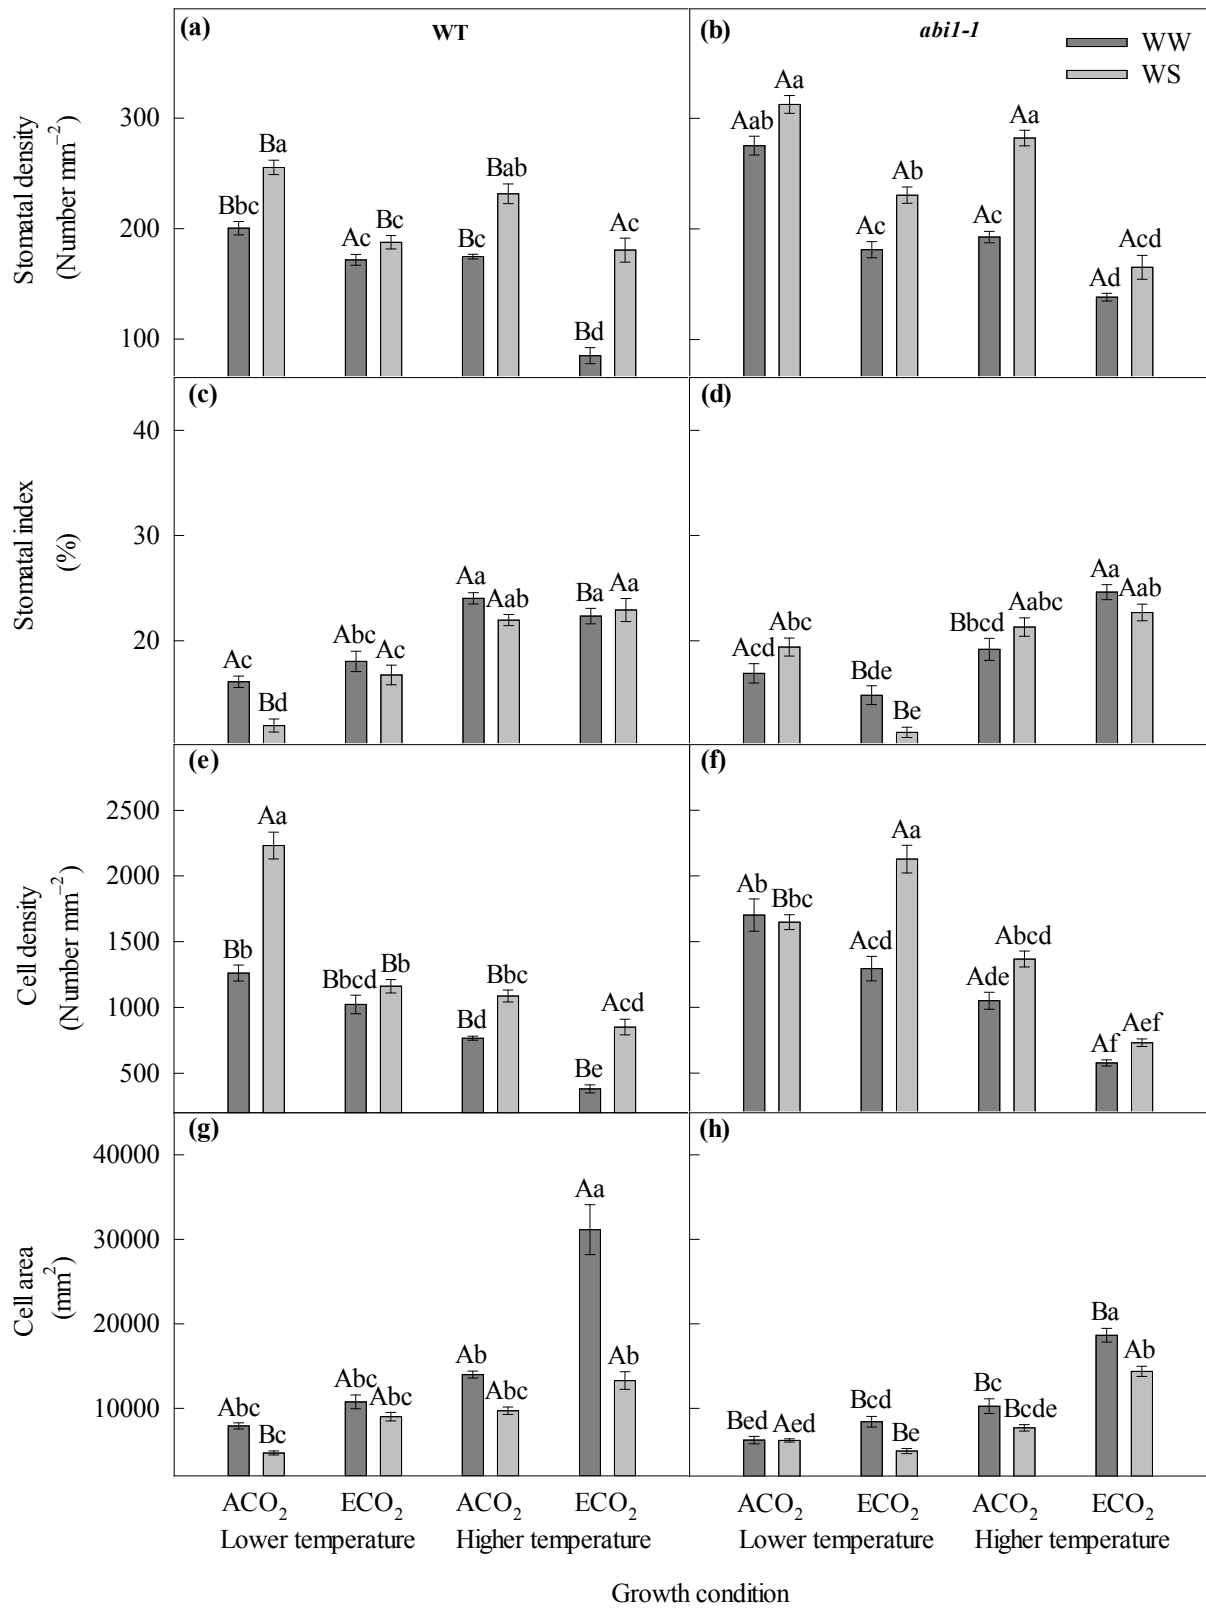 (a)
WT
(b)
abi1-1
WW
WS
Stomatal density
(Number mm−2)
300
200
100
Bbc
Ba
Ac
Bc
Bc
Bab
Bd
Ac
Aab
Aa
Ac
Ab
Ac
Aa
Ad
Acd
(c)
(d)
Stomatal index
(%)
40
30
20
Ac
Bd
Abc
Ac
Aa
Aab
Ba
Aa
Acd
Abc
Bde
Be
Bbcd
Aabc
Aa
Aab
(e)
(f)
Cell density
(Number mm−2)
2500
2000
1500
1000
500
Bb
Aa
Bbcd
Bb
Bd
Bbc
Be
Acd
Ab
Bbc
Acd
Aa
Ade
Abcd
Af
Aef
(g)
(h)
Cell area
(mm2)
40000
30000
20000
10000
Abc
Bc
Abc
Abc
Ab
Abc
Aa
Ab
Bed
Aed
Bcd
Be
Bc
Bcde
Ba
Ab
ACO2 ECO2 ACO2 ECO2 ACO2 ECO2 ACO2 ECO2
Lower temperature Higher temperature Lower temperature Higher temperature
Growth condition